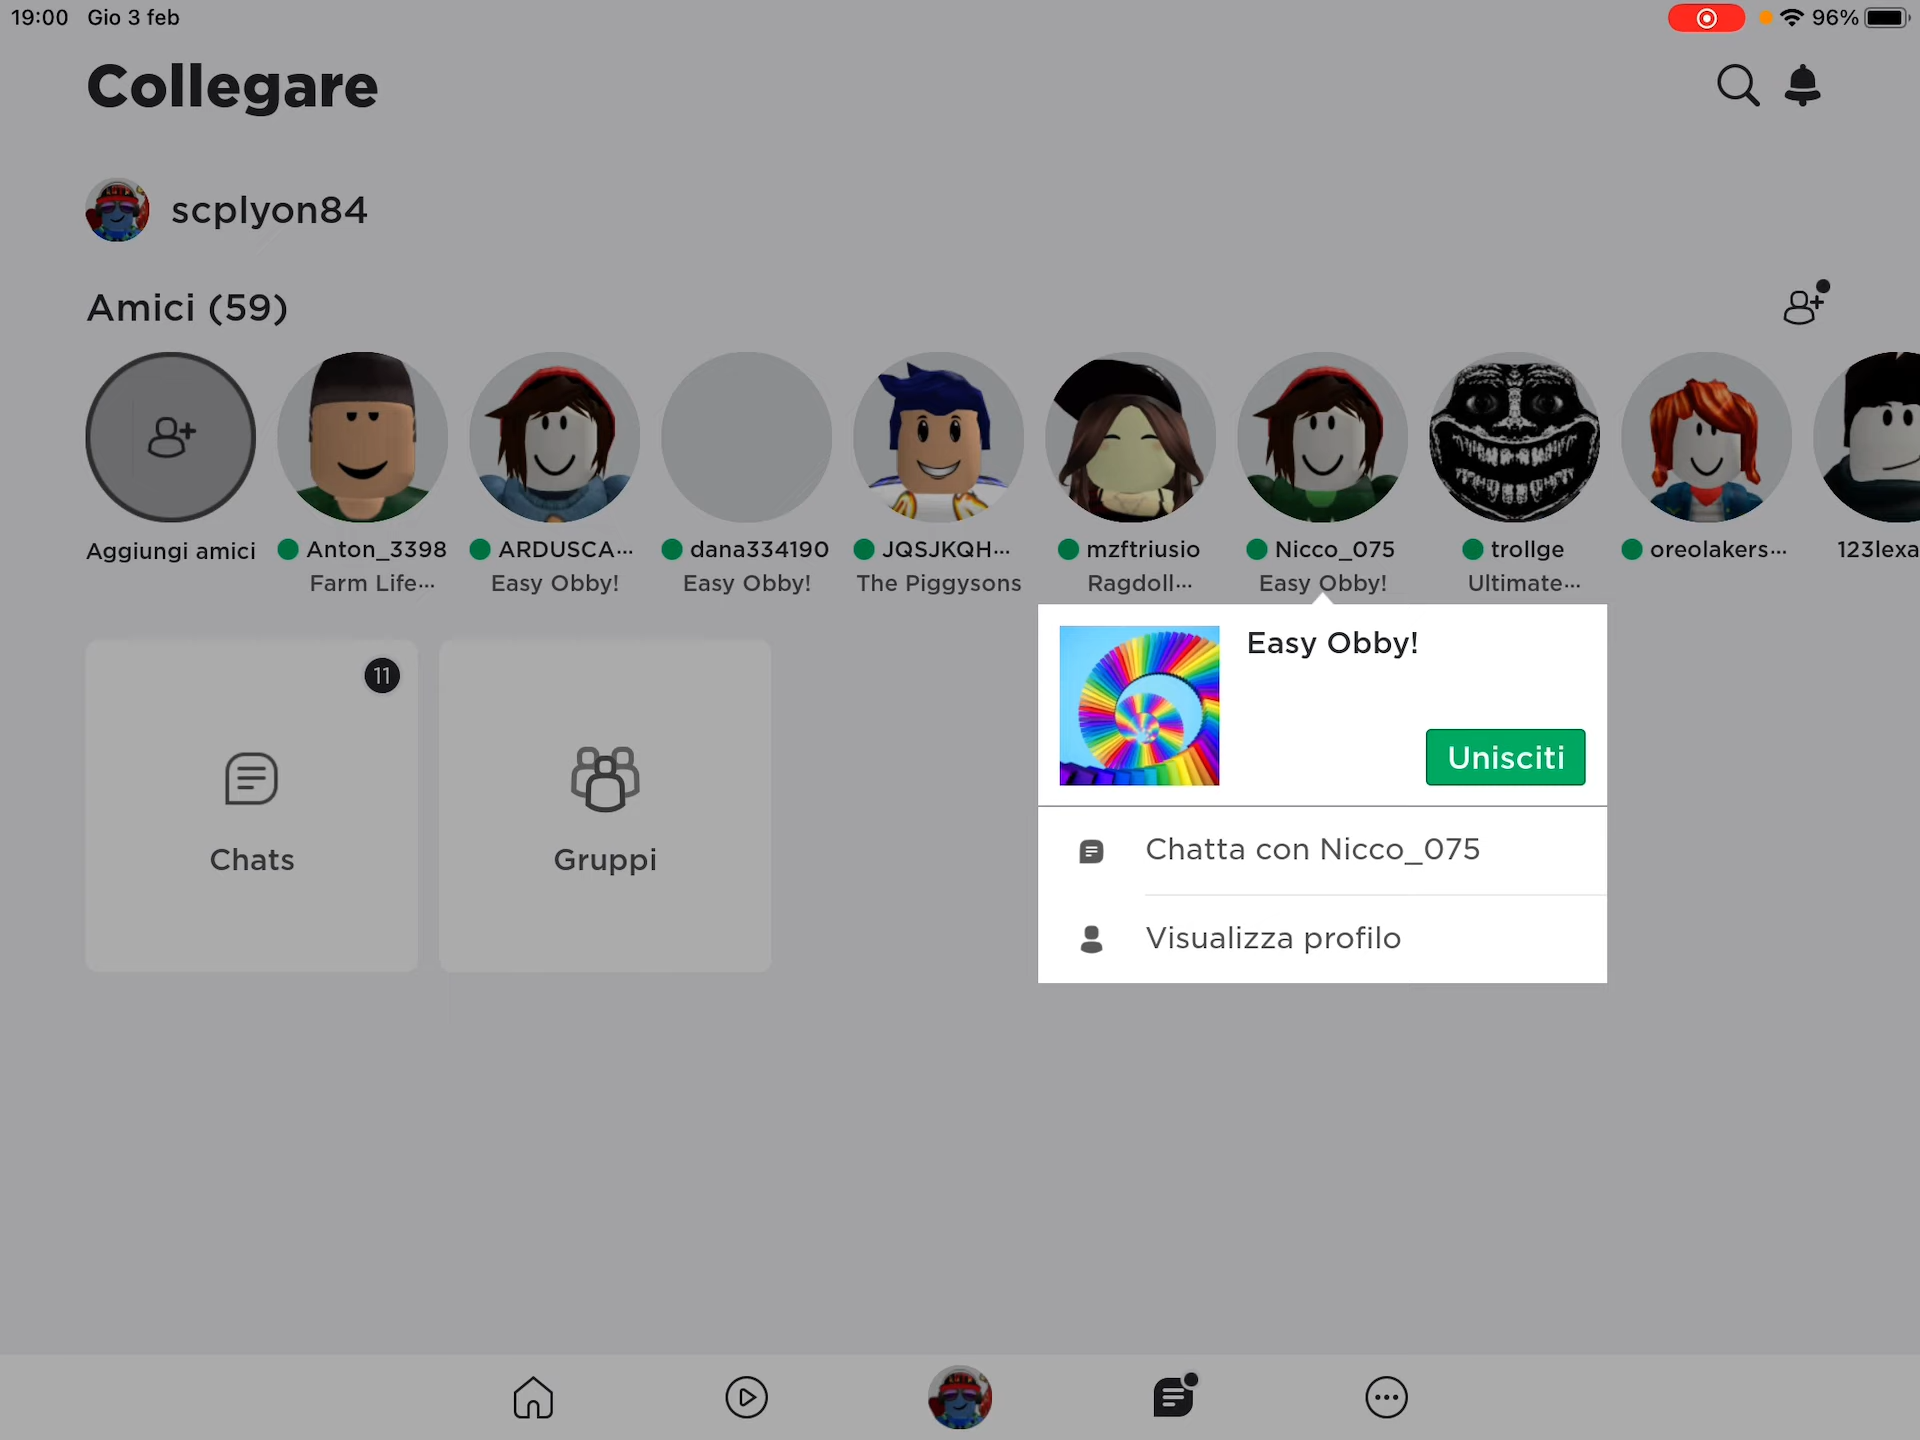 19:00 Gio 3 feb 96%
Collegare
scplyon84
Amici (59)
Aggiungi amici
Anton_3398
Farm Life...
ARDUSCA...
Easy Obby!
dana334190
Easy Obby!
JQSJKQH...
The Piggysons
mzftriusio
Ragdoll...
Nicco_075
Easy Obby!
trollge
Ultimate...
oreolakers...
123lexa
11
Chats
Gruppi
Easy Obby!
Unisciti
Chatta con Nicco_075
Visualizza profilo